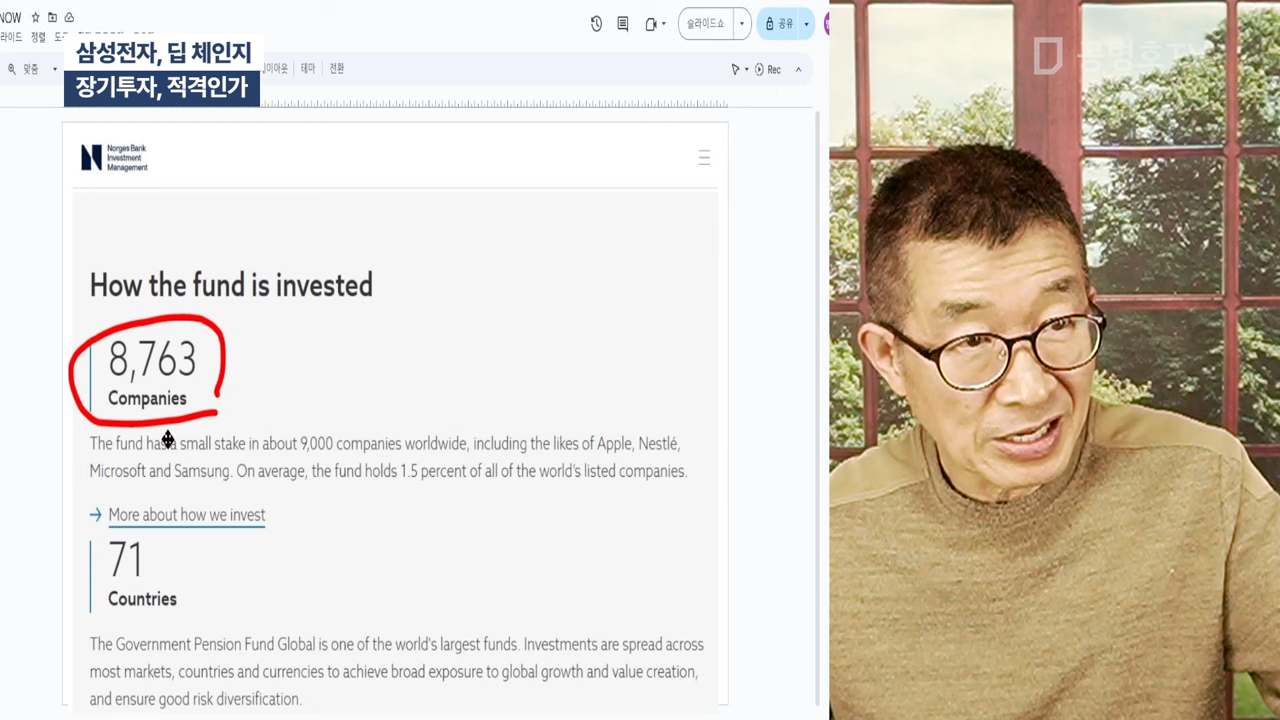 NOW
슬라이드쇼
공유
라이드 정렬 도
삼성전자, 딥 체인지
장기투자, 적격인가
맞춤
이아웃 테마 전환
Rec
공병호TV
Norges Bank
Investment
Management
How the fund is invested
8,763
Companies
The fund has a small stake in about 9,000 companies worldwide, including the likes of Apple, Nestlé,
Microsoft and Samsung. On average, the fund holds 1.5 percent of all of the world's listed companies.
More about how we invest
71
Countries
The Government Pension Fund Global is one of the world's largest funds. Investments are spread across
most markets, countries and currencies to achieve broad exposure to global growth and value creation,
and ensure good risk diversification.